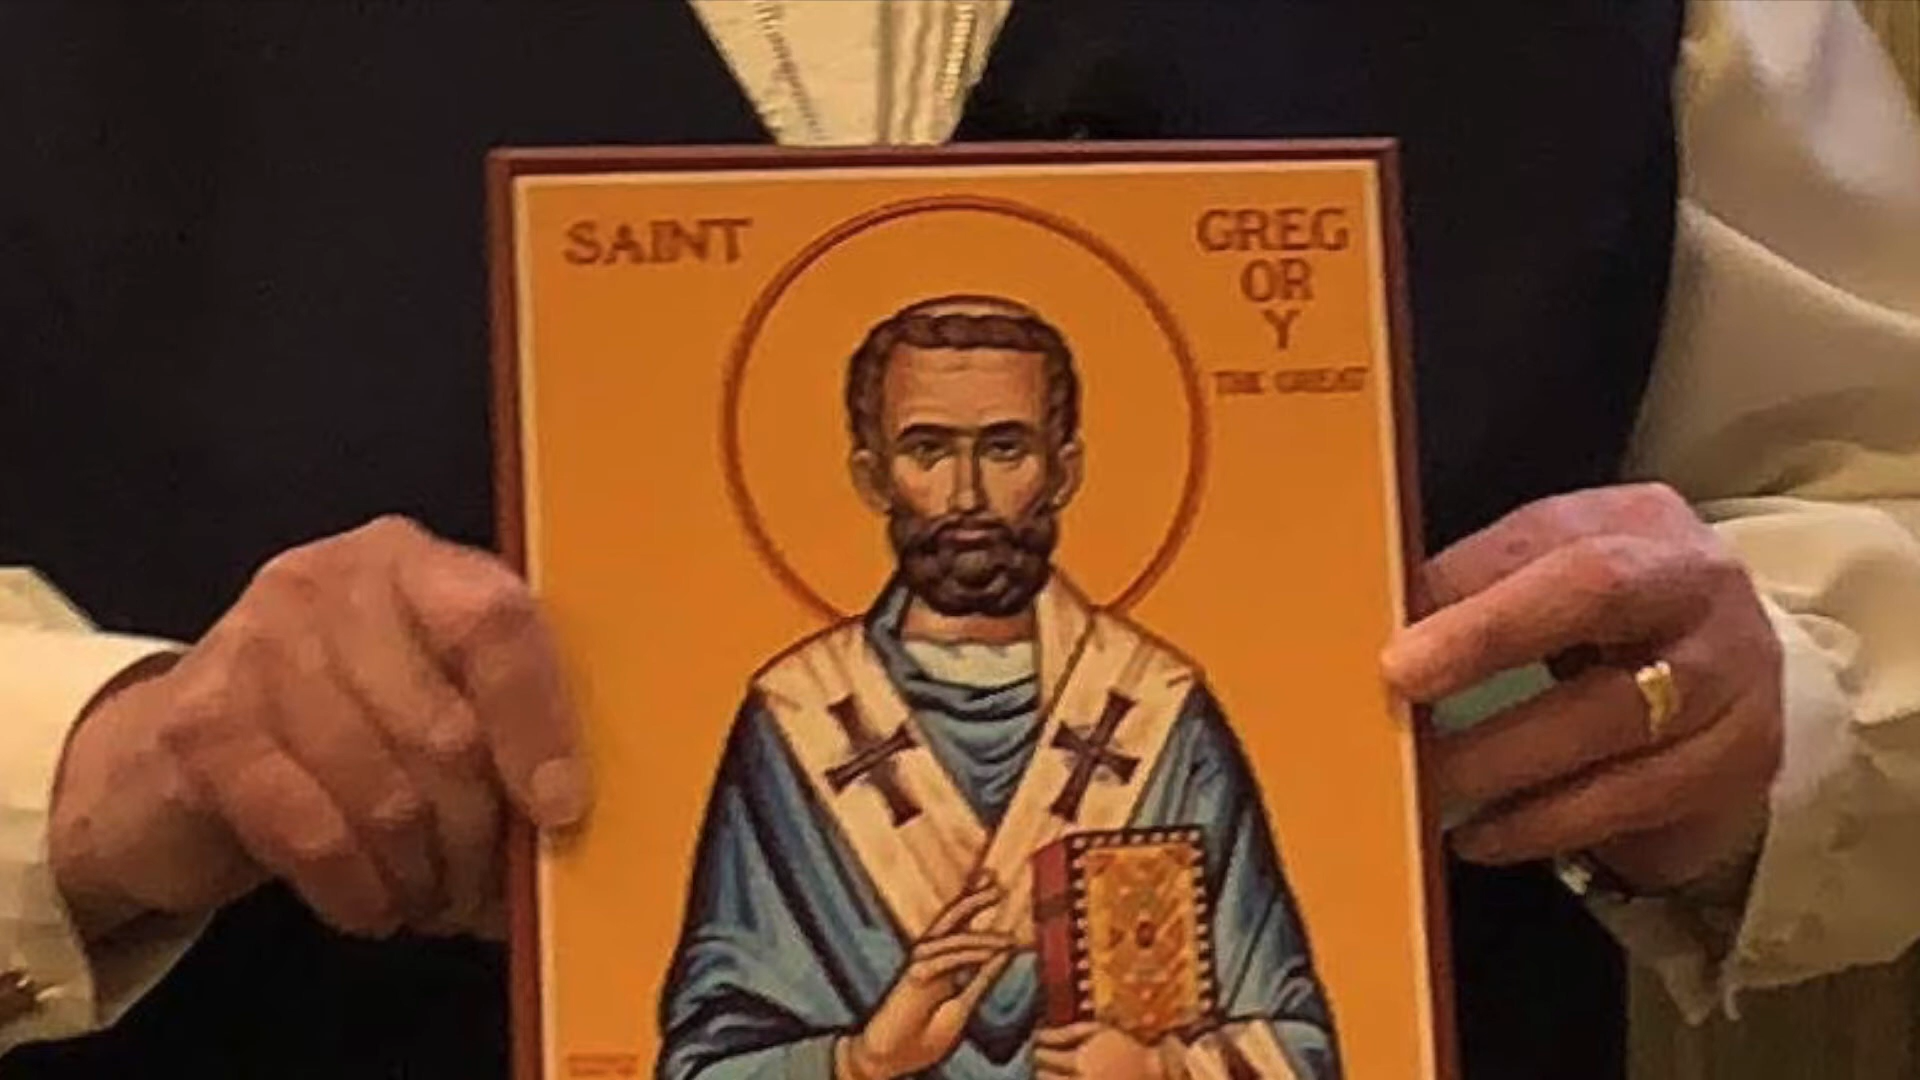 SAINT
GREG
OR
Y
THE GREAT